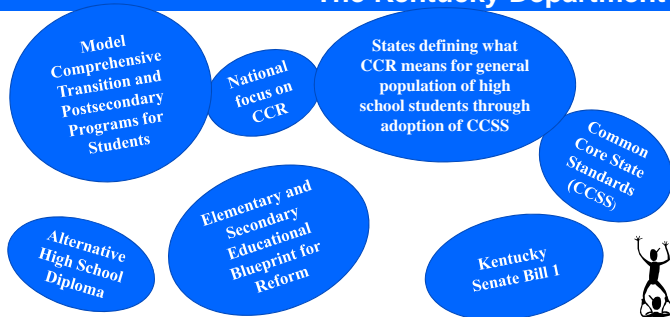 The Kentucky Department
Model
Comprehensive
Transition and
Postsecondary
Programs for
Students
National
focus on
CCR
States defining what
CCR means for general
population of high
school students through
adoption of CCSS
Common
Core State
Standards
(CCSS)
Elementary and
Secondary
Educational
Blueprint for
Reform
Alternative
High School
Diploma
Kentucky
Senate Bill 1